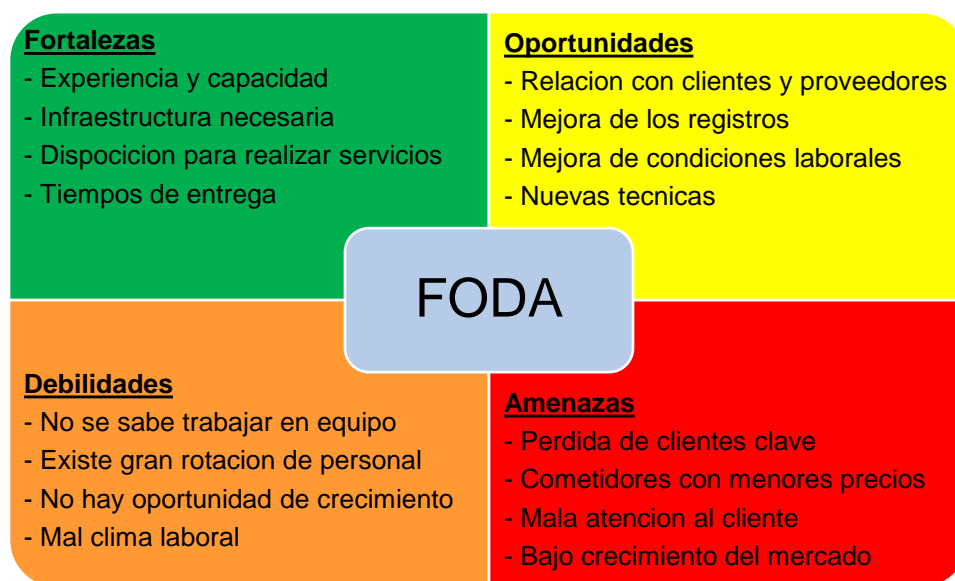 Fortalezas
- Experiencia y capacidad
- Infraestructura necesaria
- Dispocicion para realizar servicios
- Tiempos de entrega
Oportunidades
- Relacion con clientes y proveedores
- Mejora de los registros
- Mejora de condiciones laborales
- Nuevas tecnicas
FODA
Debilidades
- No se sabe trabajar en equipo
- Existe gran rotacion de personal
- No hay oportunidad de crecimiento
- Mal clima laboral
Amenazas
- Perdida de clientes clave
- Cometidores con menores precios
- Mala atencion al cliente
- Bajo crecimiento del mercado